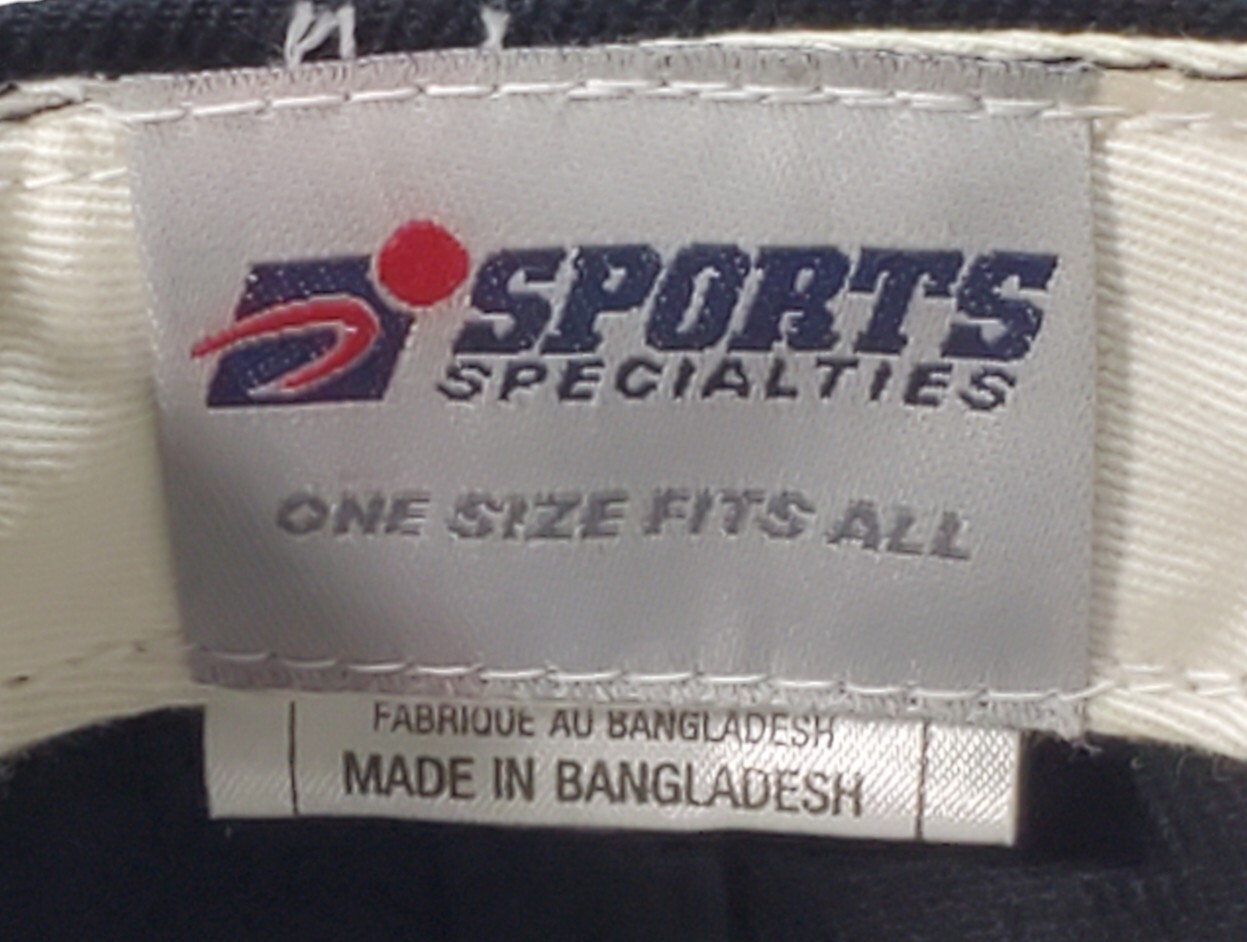 SPORTS
SPECIALTIES
ONE SIZE FITS ALL
FABRIQUE AU BANGLADESH
MADE IN BANGLADESH